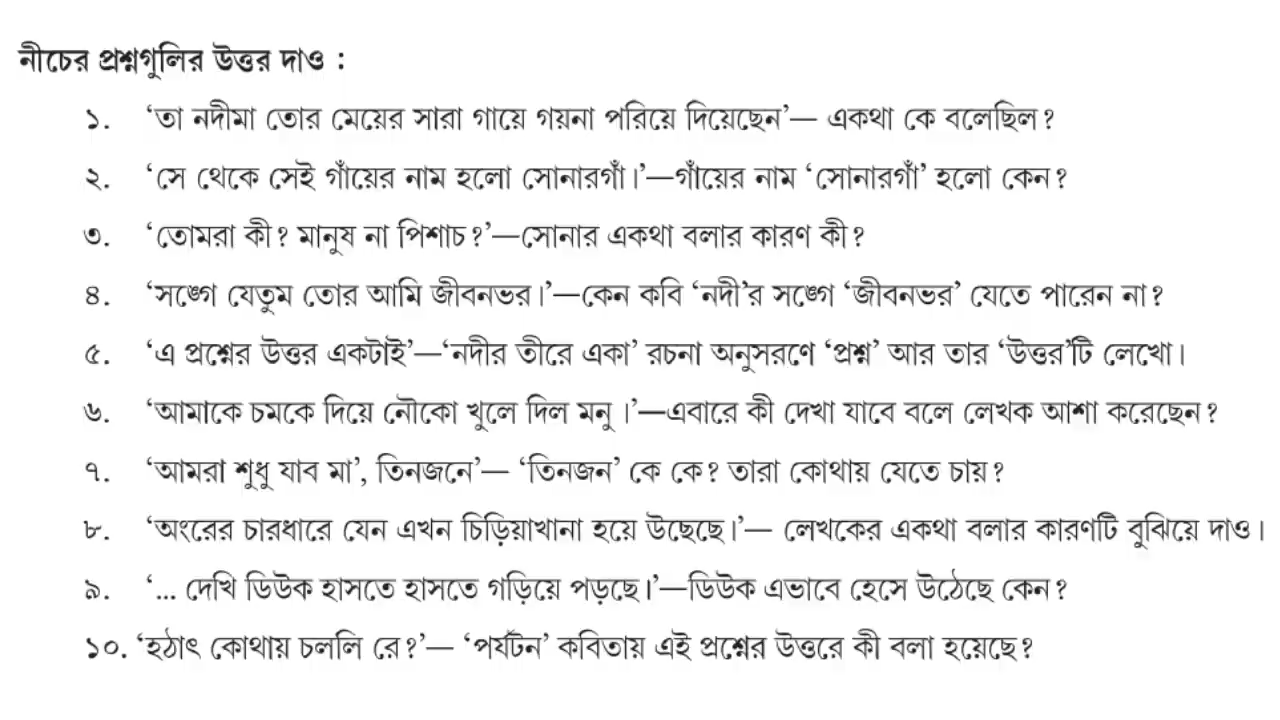 নীচের প্রশ্নগুলির উত্তর দাও :
১. ‘তা নদীমা তোর মেয়ের সারা গায়ে গয়না পরিয়ে দিয়েছেন’— একথা কে বলেছিল?
২. ‘সে থেকে সেই গাঁয়ের নাম হলো সোনারগাঁ।’—গাঁয়ের নাম ‘সোনারগাঁ’ হলো কেন?
৩. ‘তোমরা কী? মানুষ না পিশাচ?’—সোনার একথা বলার কারণ কী?
৪. ‘সঙ্গে যেতুম তোর আমি জীবনভর।’—কেন কবি ‘নদী’র সঙ্গে ‘জীবনভর’ যেতে পারেন না?
৫. ‘এ প্রশ্নের উত্তর একটাই’—‘নদীর তীরে একা’ রচনা অনুসরণে ‘প্রশ্ন’ আর তার ‘উত্তর’টি লেখো।
৬. ‘আমাকে চমকে দিয়ে নৌকো খুলে দিল মনু।’—এবারে কী দেখা যাবে বলে লেখক আশা করেছেন?
৭. ‘আমরা শুধু যাব মা’, তিনজনে’— ‘তিনজন’ কে কে? তারা কোথায় যেতে চায়?
৮. ‘অংরের চারধারে যেন এখন চিড়িয়াখানা হয়ে উছেছে।’— লেখকের একথা বলার কারণটি বুঝিয়ে দাও।
৯. ‘... দেখি ডিউক হাসতে হাসতে গড়িয়ে পড়ছে।’—ডিউক এভাবে হেসে উঠেছে কেন?
১০. ‘হঠাৎ কোথায় চললি রে?’— ‘পর্যটন’ কবিতায় এই প্রশ্নের উত্তরে কী বলা হয়েছে?